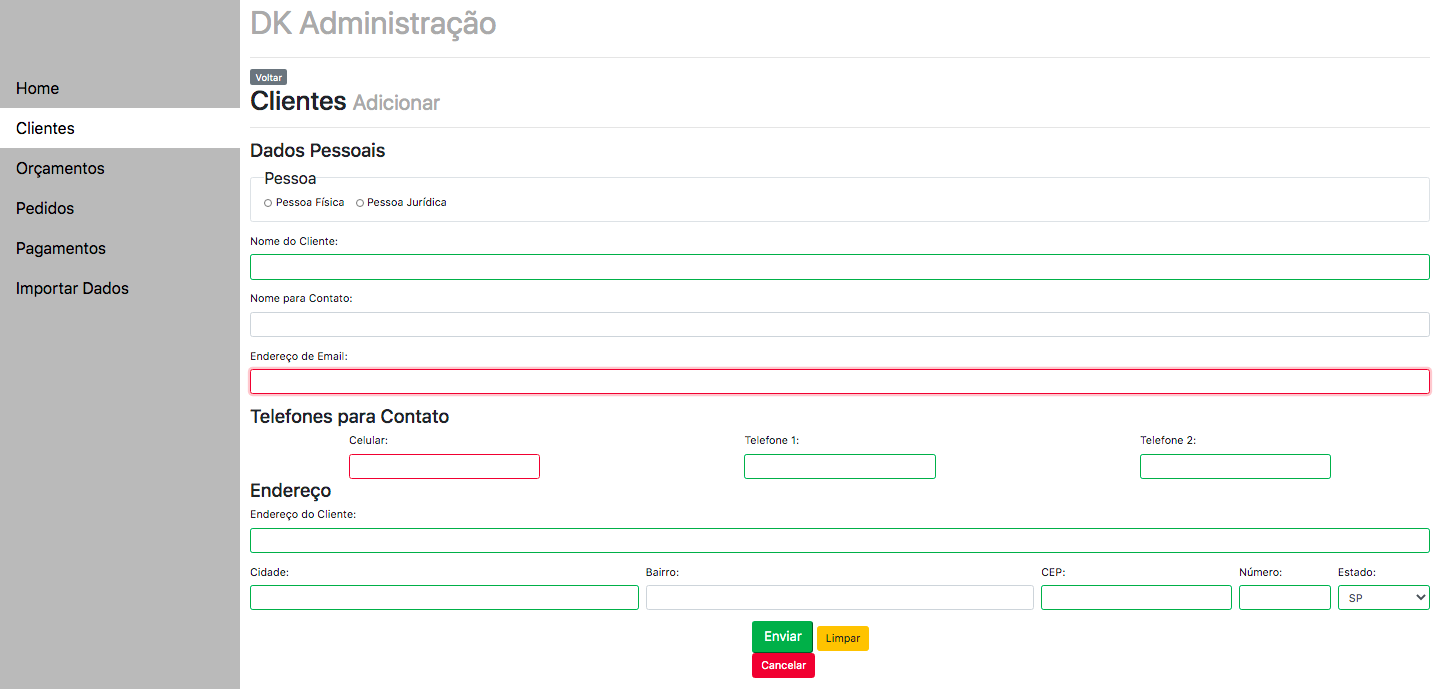 DK Administração
Home
Clientes
Orçamentos
Pedidos
Pagamentos
Importar Dados
Voltar
Clientes Adicionar
Dados Pessoais
Pessoa
Pessoa Física Pessoa Jurídica
Nome do Cliente:
Nome para Contato:
Endereço de Email:
Telefones para Contato
Celular: Telefone 1: Telefone 2:
Endereço
Endereço do Cliente:
Cidade: Bairro: CEP: Número: Estado:
SP
Enviar Limpar
Cancelar